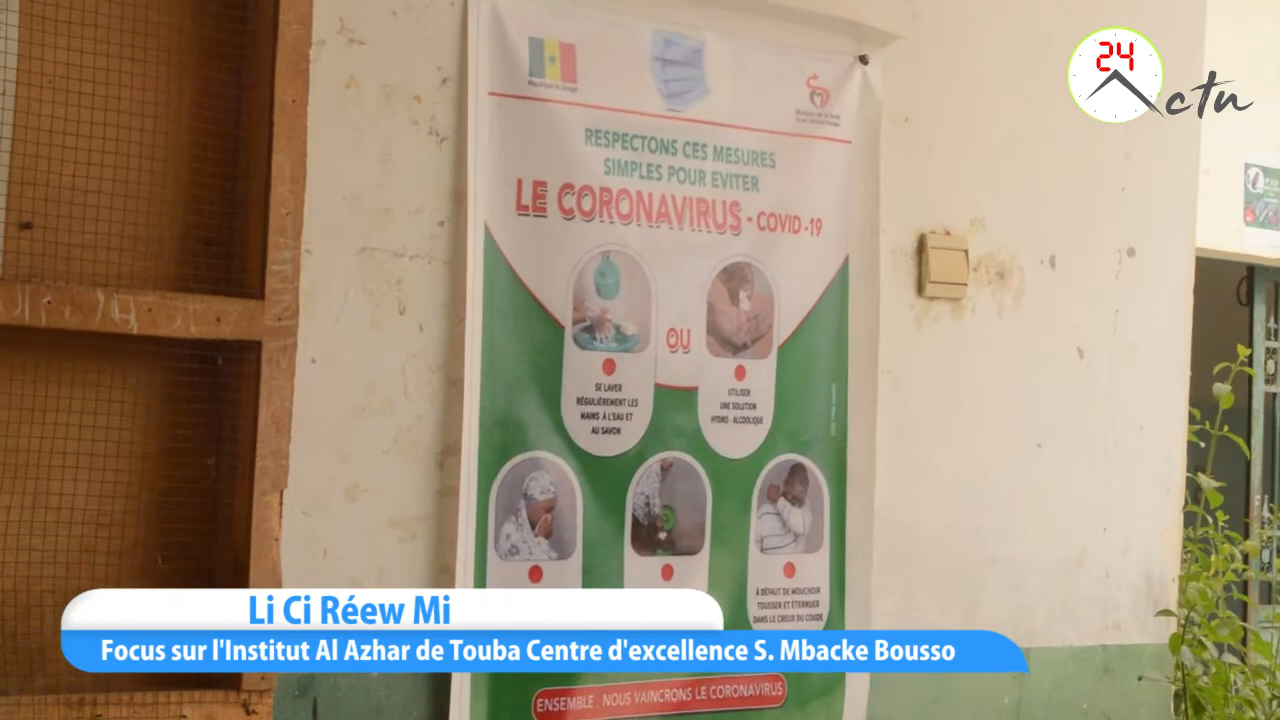 24
Actu
RESPECTONS CES MESURES
SIMPLES POUR EVITER
LE CORONAVIRUS - COVID -19
OU
SE LAVER
RÉGULIÈREMENT LES
MAINS À L'EAU ET
AU SAVON
UTILISER
UNE SOLUTION
HYDRO - ALCOOLIQUE
À DÉFAUT DE MOUCHOIR
TOUSSER ET ÉTERNUER
DANS LE CREUX DU COUDE
Li Ci Réew Mi
Focus sur l'Institut Al Azhar de Touba Centre d'excellence S. Mbacke Bousso
ENSEMBLE, NOUS VAINCRONS LE CORONAVIRUS